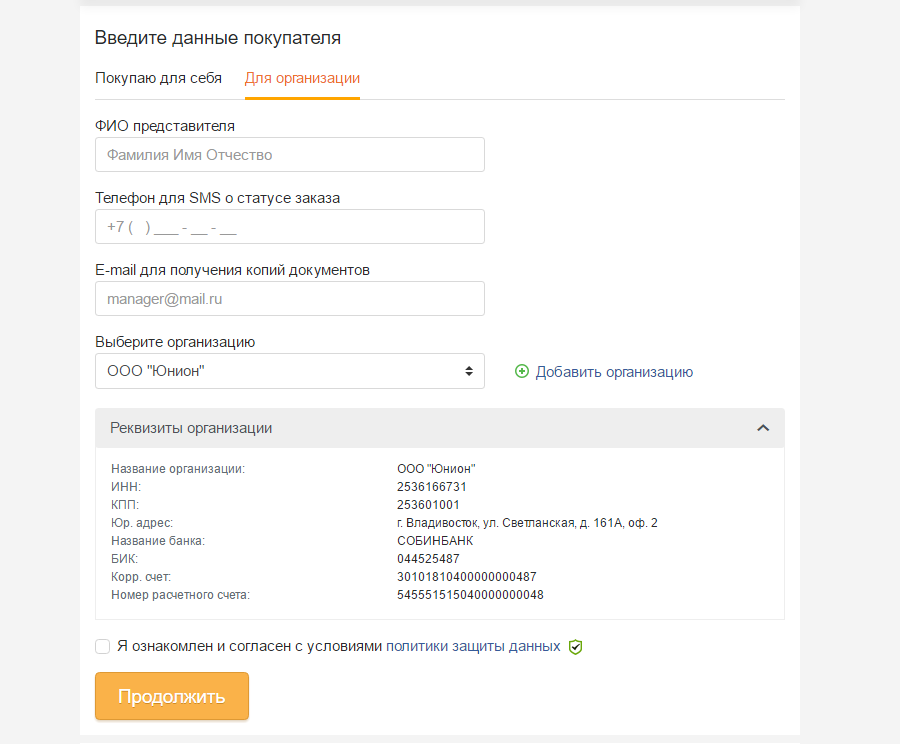 Введите данные покупателя
Покупаю для себя Для организации
ФИО представителя
Фамилия Имя Отчество
Телефон для SMS о статусе заказа
+7 ( ) ___ - __ - __
E-mail для получения копий документов
manager@mail.ru
Выберите организацию
ООО "Юнион" Добавить организацию
Реквизиты организации
Название организации: ООО "Юнион"
ИНН: 2536166731
КПП: 253601001
Юр. адрес: г. Владивосток, ул. Светланская, д. 161А, оф. 2
Название банка: СОБИНБАНК
БИК: 044525487
Корр. счет: 30101810400000000487
Номер расчетного счета: 545551515040000000048
Я ознакомлен и согласен с условиями политики защиты данных
Продолжить